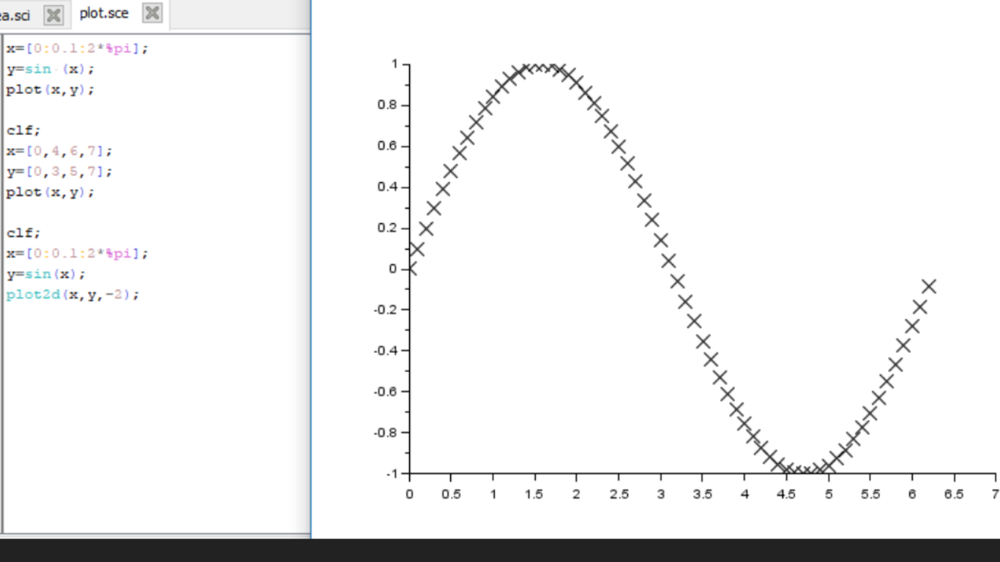 ea.sci plot.sce
x=[0:0.1:2*%pi];
y=sin (x);
plot(x,y);
clf;
x=[0,4,6,7];
y=[0,3,5,7];
plot(x,y);
clf;
x=[0:0.1:2*%pi];
y=sin(x);
plot2d(x,y,-2);
1
0.8
0.6
0.4
0.2
0
-0.2
-0.4
-0.6
-0.8
-1
0 0.5 1 1.5 2 2.5 3 3.5 4 4.5 5 5.5 6 6.5 7